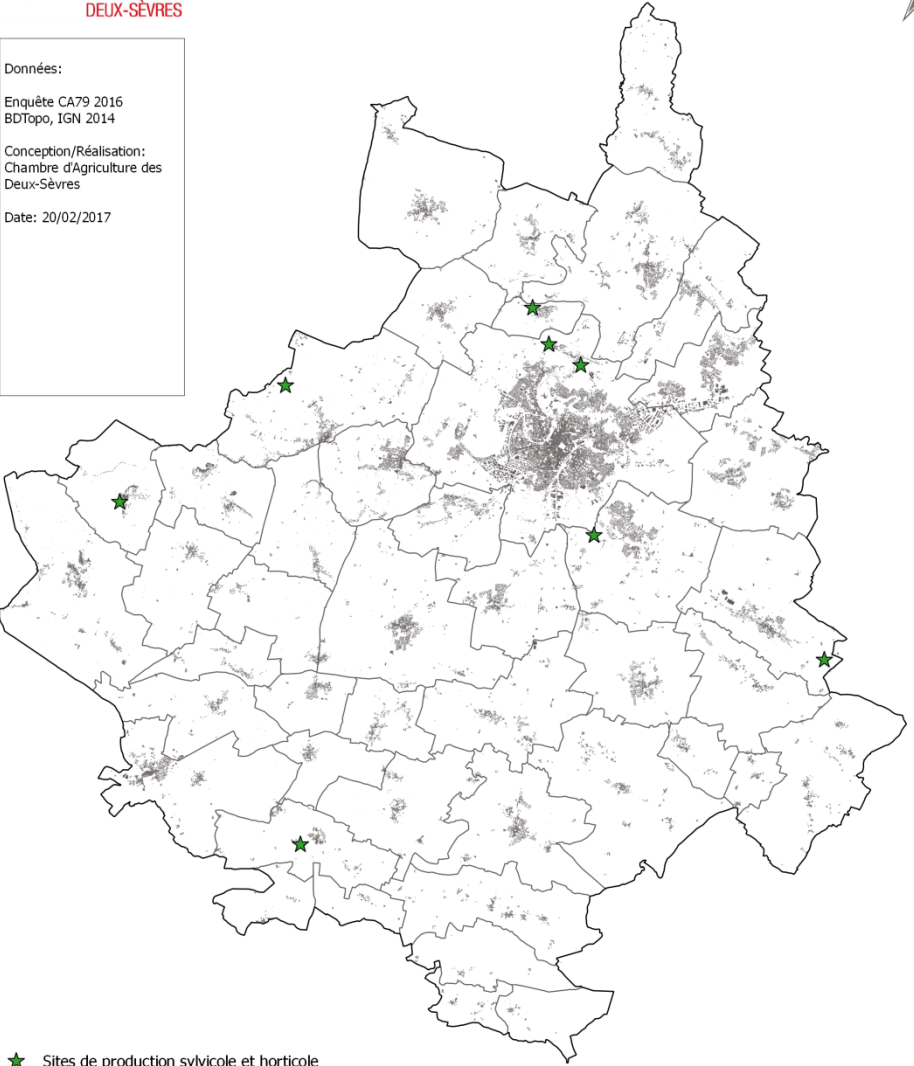 DEUX-SÈVRES
Données:
Enquête CA79 2016
BDTopo, IGN 2014
Conception/Réalisation:
Chambre d'Agriculture des
Deux-Sèvres
Date: 20/02/2017
Sites de production sylvicole et horticole